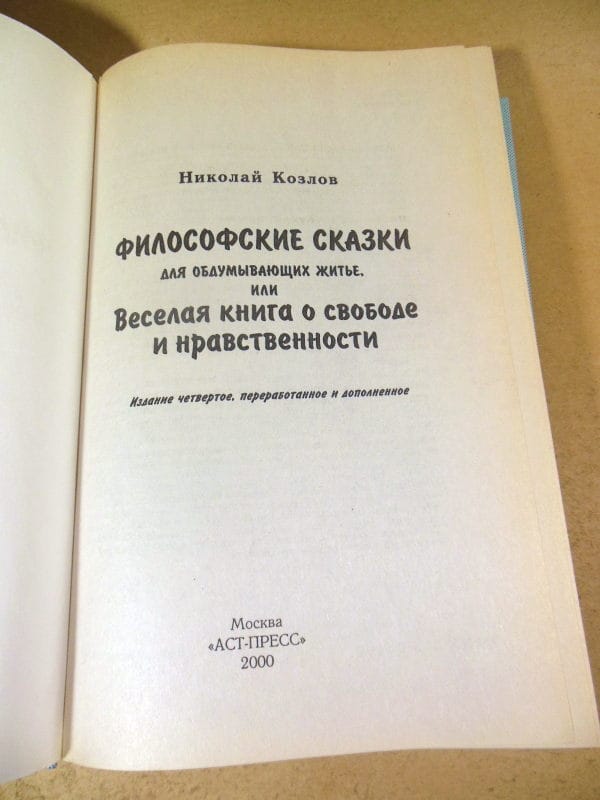 Николай Козлов
ФИЛОСОФСКИЕ СКАЗКИ
ДЛЯ ОБДУМЫВАЮЩИХ ЖИТЬЕ,
ИЛИ
ВЕСЕЛАЯ КНИГА О СВОБОДЕ
И НРАВСТВЕННОСТИ
Издание четвертое, переработанное и дополненное
Москва
«АСТ-ПРЕСС»
2000